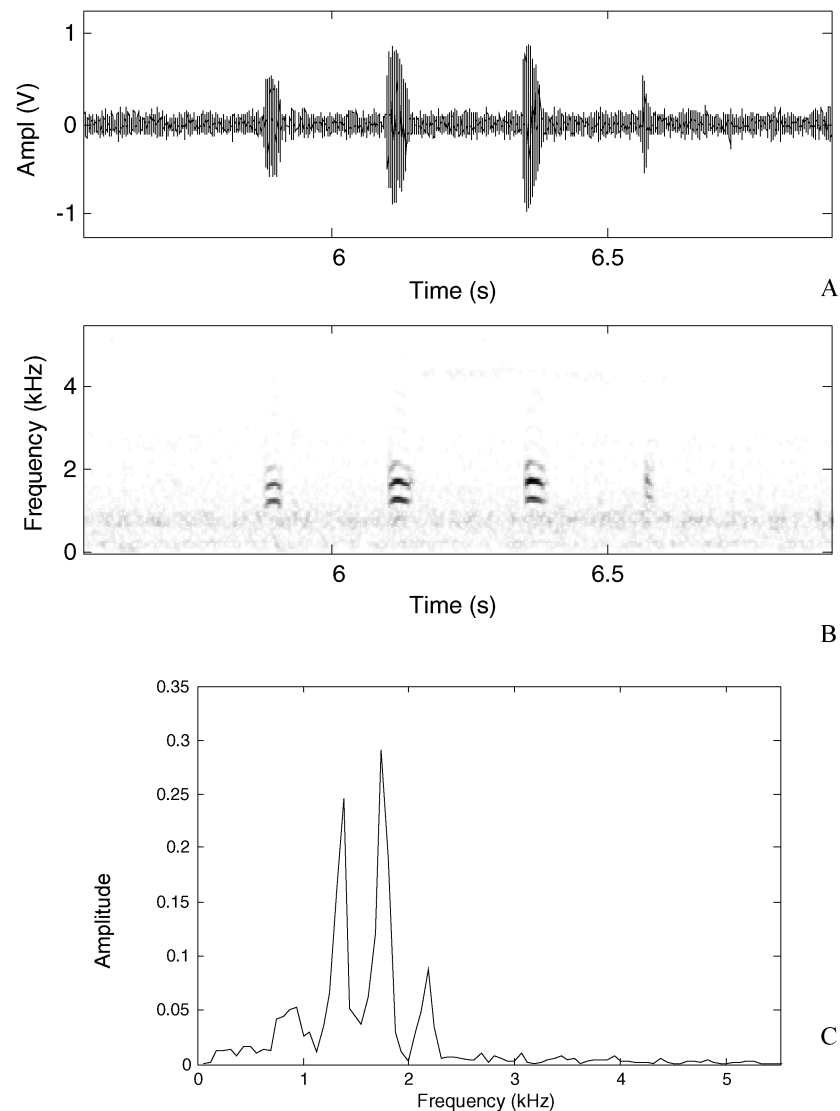 1
0
-1
Ampl (V)
6 6.5
Time (s)
A
4
2
0
Frequency (kHz)
6 6.5
Time (s)
B
0.35
0.3
0.25
0.2
0.15
0.1
0.05
0
Amplitude
0 1 2 3 4 5
Frequency (kHz)
C